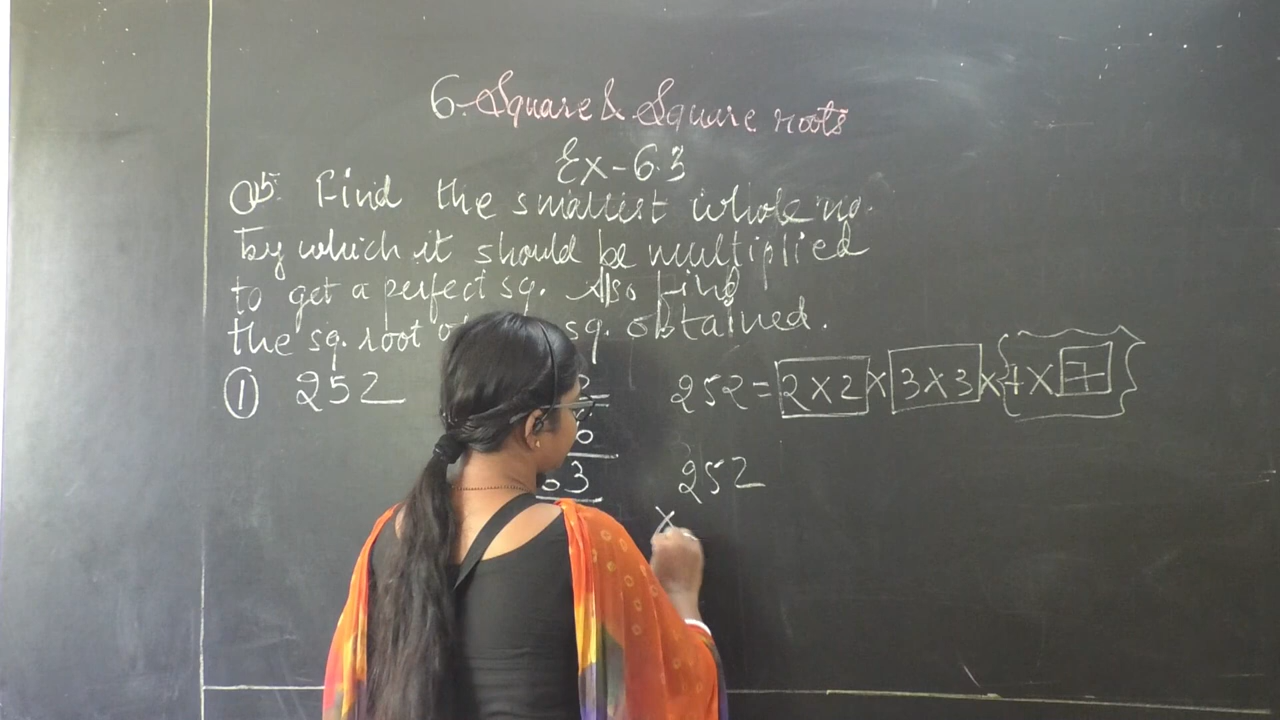 6. Square & Square roots
Ex-6.3
Q5. Find the smallest whole no.
by which it should be multiplied
to get a perfect sq. Also find
the sq. root sq. obtained.
① 252 252 = 2×2 × 3×3 × {7×7}
63 252
×